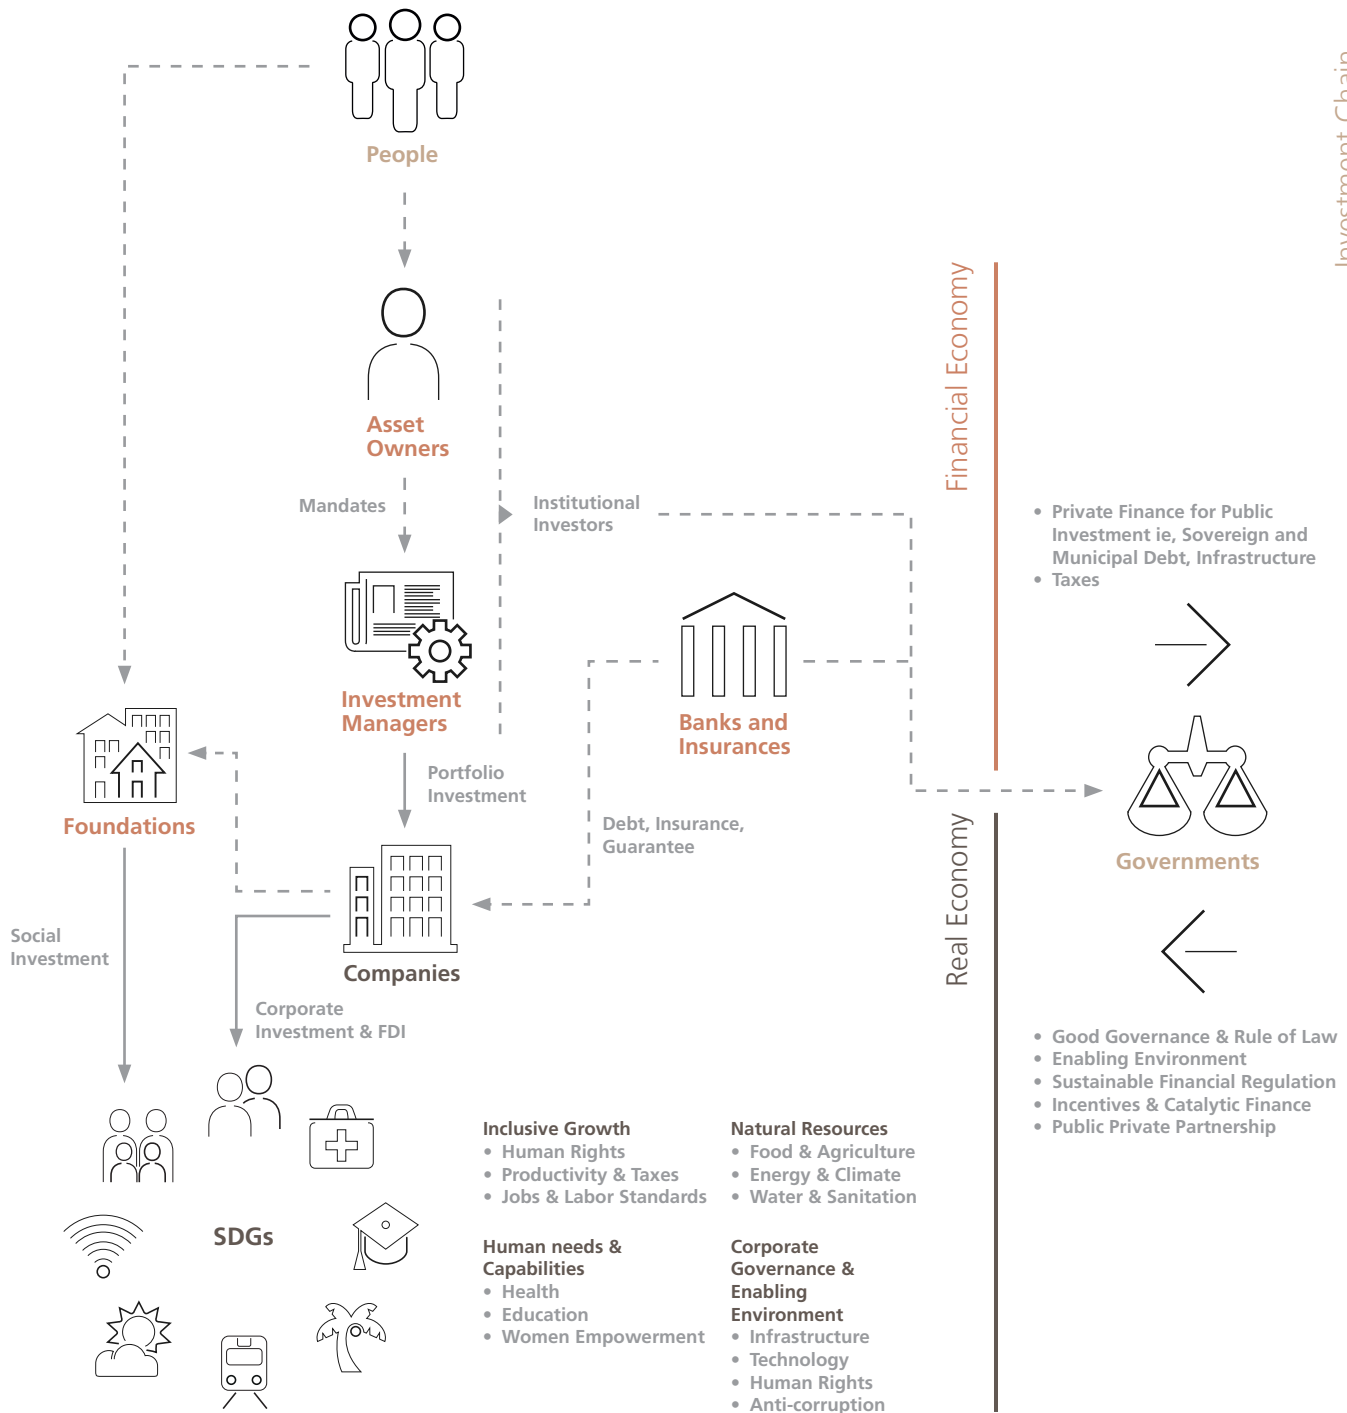 People
Asset
Owners
Mandates
Institutional
Investors
Investment
Managers
Banks and
Insurances
Portfolio
Investment
Foundations
Debt, Insurance,
Guarantee
Social
Investment
Companies
Corporate
Investment & FDI
SDGs
Inclusive Growth
• Human Rights
• Productivity & Taxes
• Jobs & Labor Standards
Natural Resources
• Food & Agriculture
• Energy & Climate
• Water & Sanitation
Human needs &
Capabilities
• Health
• Education
• Women Empowerment
Corporate
Governance &
Enabling
Environment
• Infrastructure
• Technology
• Human Rights
• Anti-corruption
Financial Economy
Real Economy
• Private Finance for Public
Investment ie, Sovereign and
Municipal Debt, Infrastructure
• Taxes
Governments
• Good Governance & Rule of Law
• Enabling Environment
• Sustainable Financial Regulation
• Incentives & Catalytic Finance
• Public Private Partnership
Investment Chain